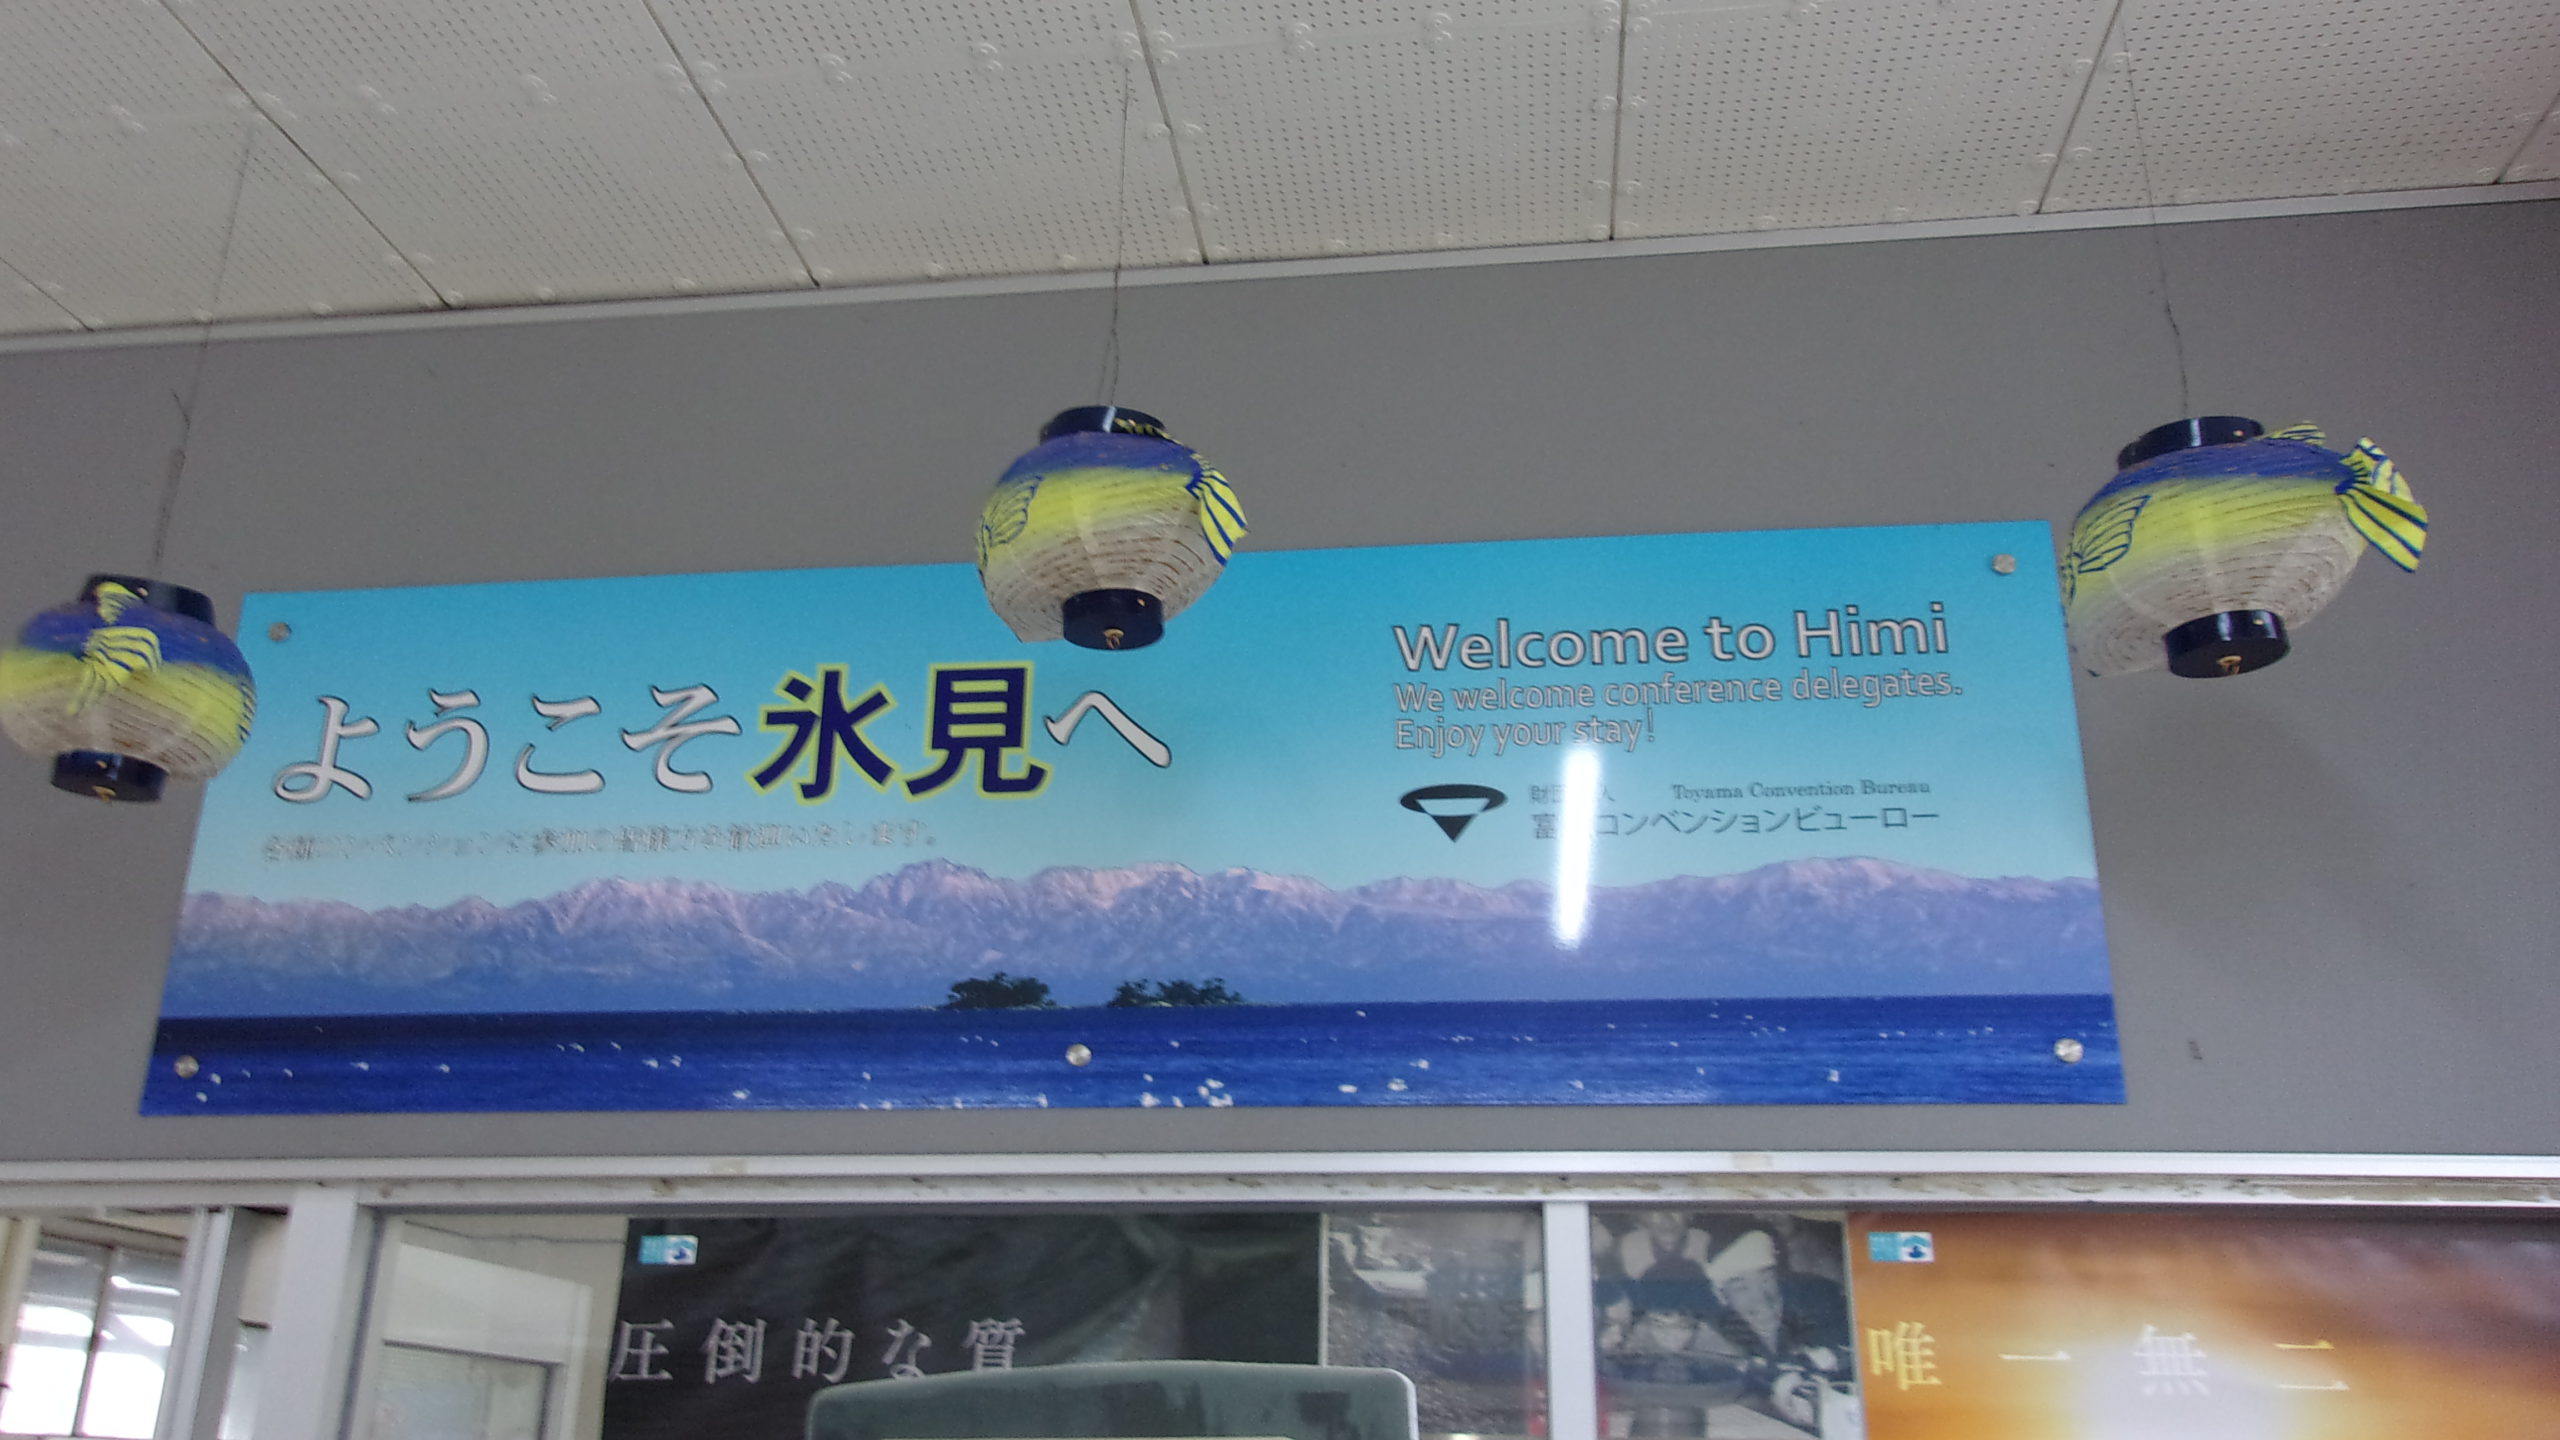 ようこそ氷見へ
Welcome to Himi
We welcome conference delegates.
Enjoy your stay!
Toyama Convention Bureau
コンベンションビューロー
圧倒的な質
唯一無二